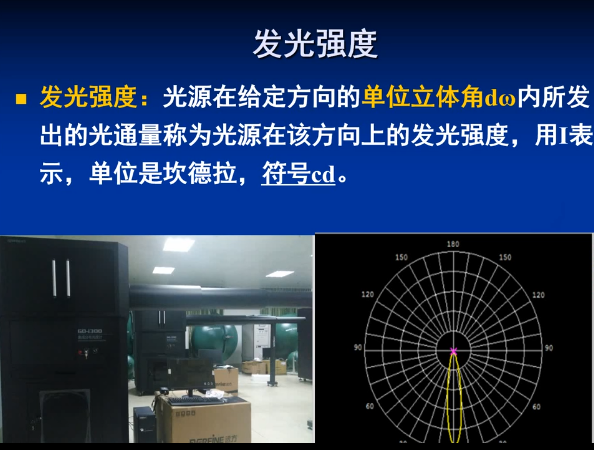 发光强度
发光强度：光源在给定方向的单位立体角dω内所发
出的光通量称为光源在该方向上的发光强度，用I表
示，单位是坎德拉，符号cd。
180
150 150
120 120
90 90
60 60